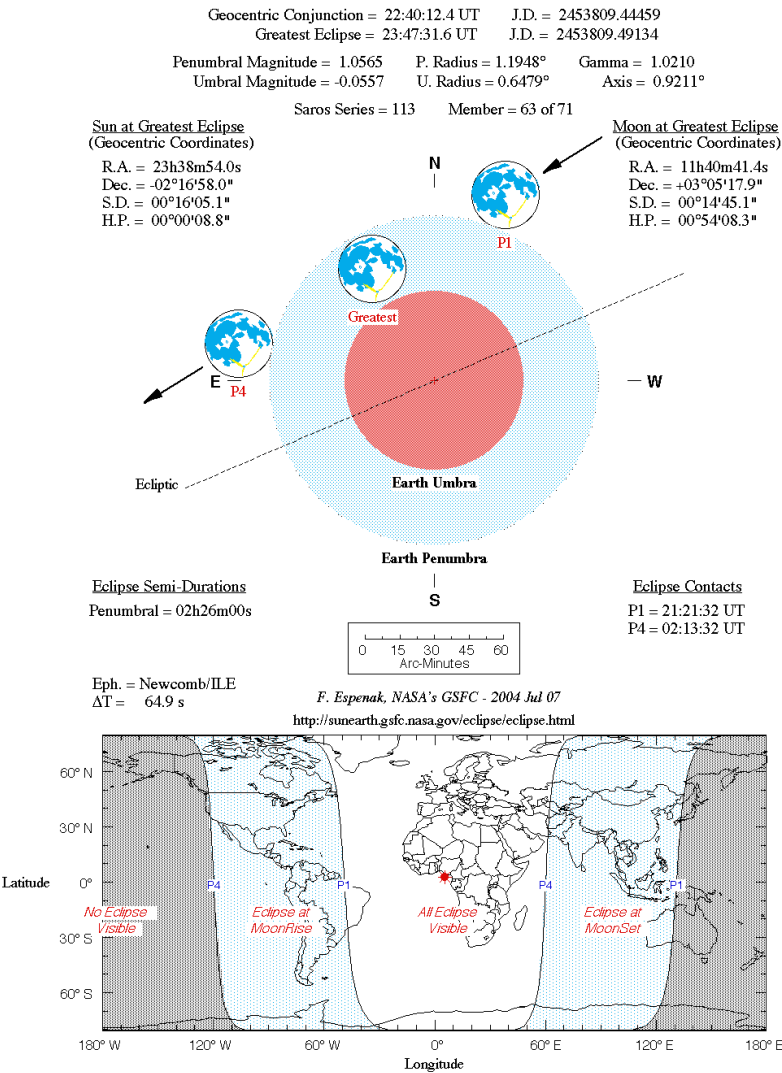 Geocentric Conjunction = 22:40:12.4 UT J.D. = 2453809.44459
Greatest Eclipse = 23:47:31.6 UT J.D. = 2453809.49134
Penumbral Magnitude = 1.0565 P. Radius = 1.1948° Gamma = 1.0210
Umbral Magnitude = -0.0557 U. Radius = 0.6479° Axis = 0.9211°
Saros Series = 113 Member = 63 of 71
Sun at Greatest Eclipse
(Geocentric Coordinates)
R.A. = 23h38m54.0s
Dec. = -02°16'58.0"
S.D. = 00°16'05.1"
H.P. = 00°00'08.8"
Moon at Greatest Eclipse
(Geocentric Coordinates)
R.A. = 11h40m41.4s
Dec. = +03°05'17.9"
S.D. = 00°14'45.1"
H.P. = 00°54'08.3"
N
P1
Greatest
E
P4
W
Ecliptic
Earth Umbra
Earth Penumbra
S
Eclipse Semi-Durations
Penumbral = 02h26m00s
Eclipse Contacts
P1 = 21:21:32 UT
P4 = 02:13:32 UT
0 15 30 45 60
Arc-Minutes
Eph. = Newcomb/ILE
ΔT = 64.9 s
F. Espenak, NASA's GSFC - 2004 Jul 07
http://sunearth.gsfc.nasa.gov/eclipse/eclipse.html
60° N
30° N
Latitude
0°
30° S
60° S
P4 P1 P4 P1
No Eclipse
Visible
Eclipse at
MoonRise
All Eclipse
Visible
Eclipse at
MoonSet
180° W 120° W 60° W 0° 60° E 120° E 180° E
Longitude